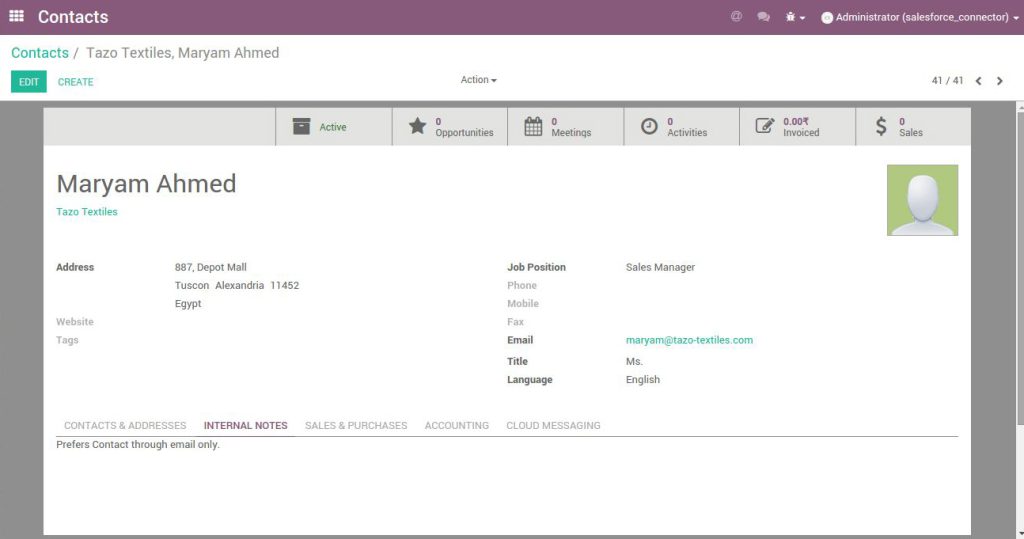 Contacts
@
Administrator (salesforce_connector)
Contacts / Tazo Textiles, Maryam Ahmed
EDIT CREATE Action 41 / 41
Active
0 Opportunities
0 Meetings
0 Activities
0.00₹ Invoiced
$ 0 Sales
Maryam Ahmed
Tazo Textiles
Address 887, Depot Mall
Tuscon Alexandria 11452
Egypt
Website
Tags
Job Position Sales Manager
Phone
Mobile
Fax
Email maryam@tazo-textiles.com
Title Ms.
Language English
CONTACTS & ADDRESSES INTERNAL NOTES SALES & PURCHASES ACCOUNTING CLOUD MESSAGING
Prefers Contact through email only.